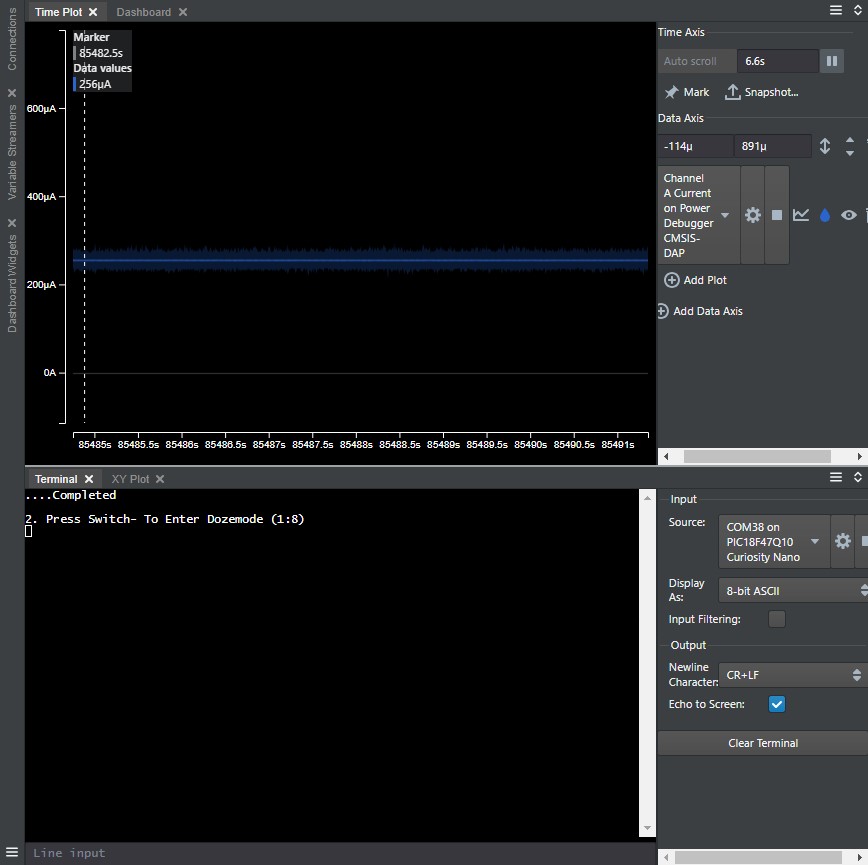 Connections
Variable Streamers
Dashboard Widgets
Time Plot
Dashboard
Marker
85482.5s
Data values
256µA
600µA
400µA
200µA
0A
85485s 85485.5s 85486s 85486.5s 85487s 85487.5s 85488s 85488.5s 85489s 85489.5s 85490s 85490.5s 85491s
Time Axis
Auto scroll
6.6s
Mark
Snapshot...
Data Axis
-114µ
891µ
Channel
A Current
on Power
Debugger
CMSIS-
DAP
Add Plot
Add Data Axis
Terminal
XY Plot
....Completed
2. Press Switch- To Enter Dozemode (1:8)
Line input
Input
Source:
COM38 on
PIC18F47Q10
Curiosity Nano
Display
As:
8-bit ASCII
Input Filtering:
Output
Newline
Character:
CR+LF
Echo to Screen:
Clear Terminal